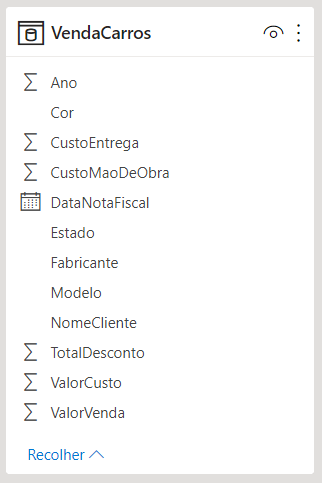 VendaCarros
Ano
Cor
CustoEntrega
CustoMaoDeObra
DataNotaFiscal
Estado
Fabricante
Modelo
NomeCliente
TotalDesconto
ValorCusto
ValorVenda
Recolher